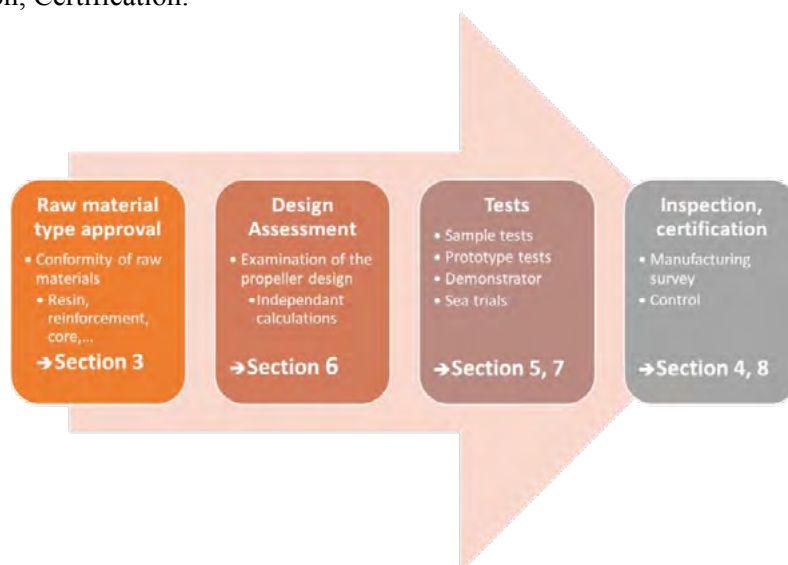 on, Certification.
Raw material
type approval
• Conformity of raw
materials
• Resin,
reinforcement,
core,...
➔Section 3
Design
Assessment
• Examination of the
propeller design
•Independant
calculations
➔Section 6
Tests
• Sample tests
• Prototype tests
• Demonstrator
• Sea trials
➔Section 5, 7
Inspection,
certification
• Manufacturing
survey
• Control
➔Section 4, 8